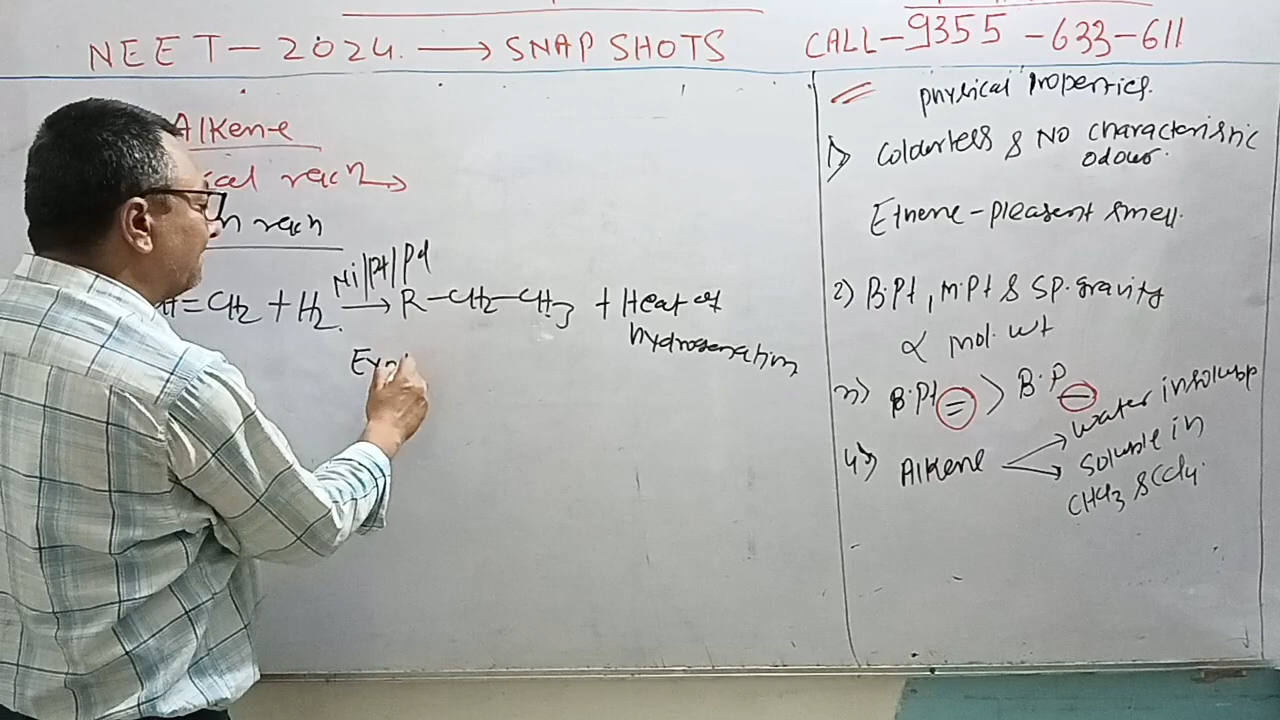 NEET-2024. → SNAP SHOTS
CALL-9355-633-611
Alkene
ical reacn→
n reacn
Ni/Pt/Pd
=CH2 + H2. → R-CH2-CH3 + Heat of
hydrogenation
Ex
Physical Properties.
1) Colourless & No characteristic
odour.
Ethene-pleasent smell.
2) B.Pt, M.Pt & SP.gravity
∝ mol. wt
3) B.Pt = > B.P -
4) Alkene → water insoluble
→ soluble in
CHCl3 & CCl4.